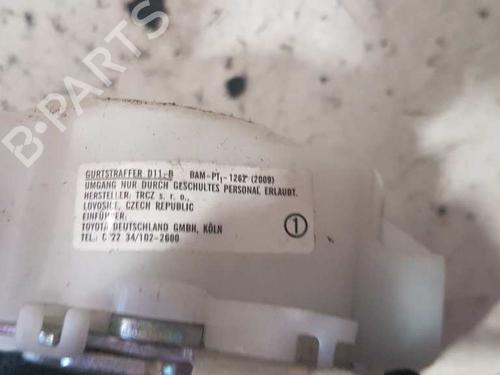 GURTSTRAFFER D11-B BAM-PT₁-1262 (2009)
UMGANG NUR DURCH GESCHULTES PERSONAL ERLAUBT.
HERSTELLER: TRCZ s. r. o.,
LOVOSICE, CZECH REPUBLIC
EINFÜHRER:
TOYOTA DEUTSCHLAND GMBH, KÖLN
TEL.: 0 22 34/102-2600
1
B PARTS